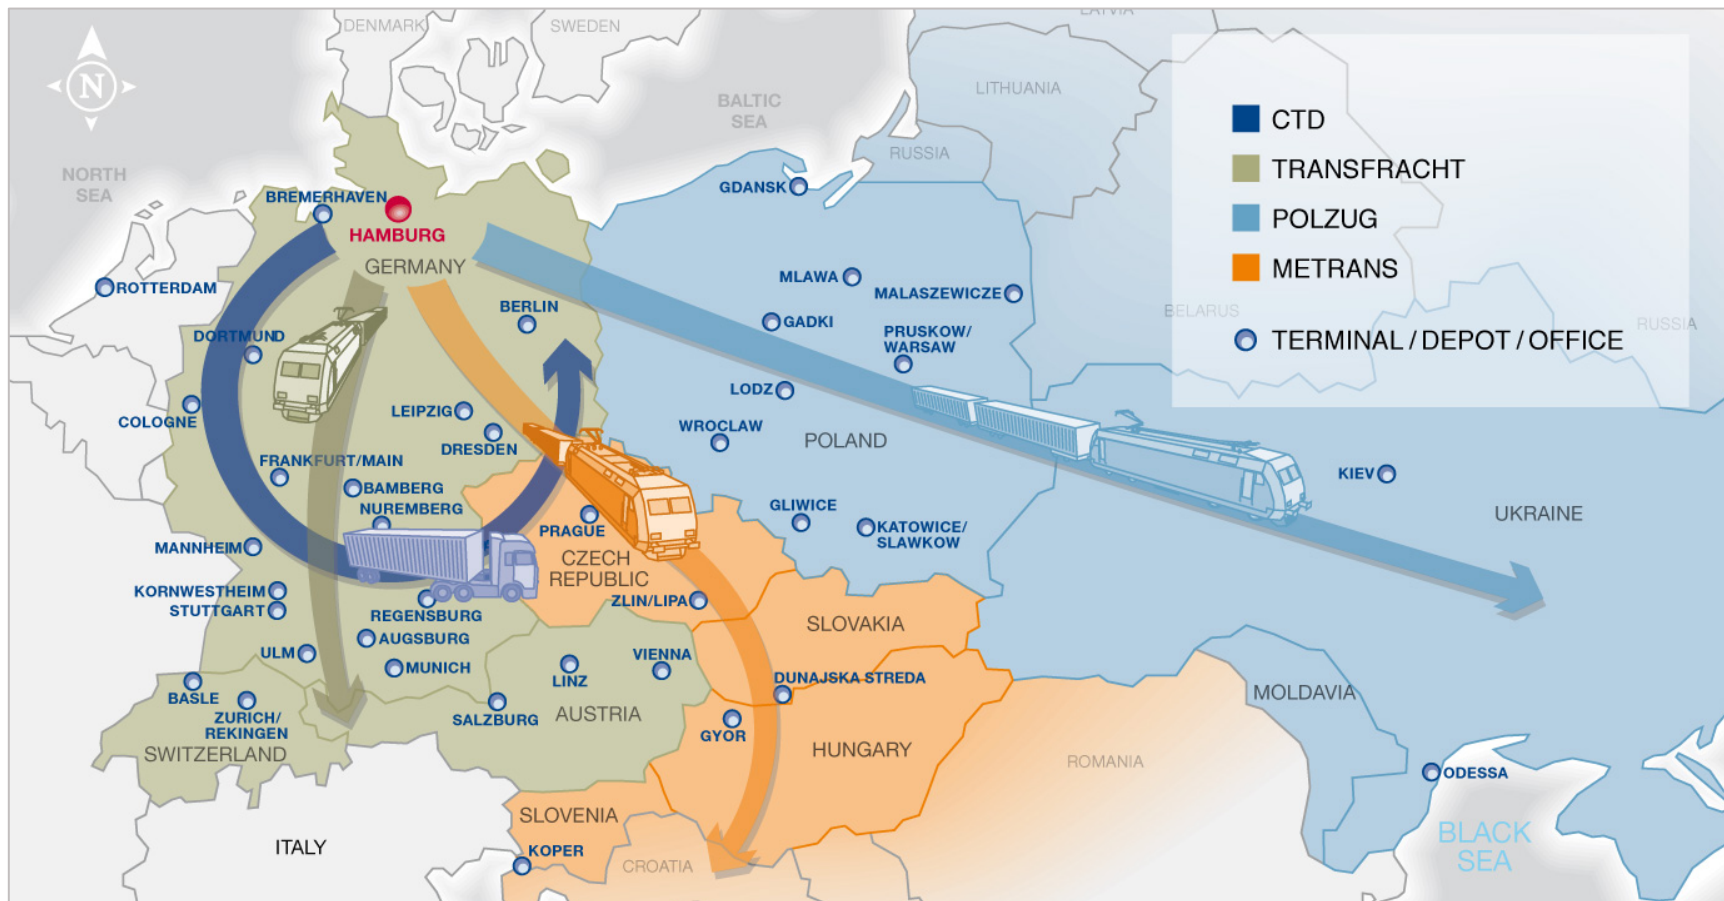 DENMARK
SWEDEN
LATVIA
N
BALTIC
SEA
LITHUANIA
RUSSIA
NORTH
SEA
CTD
TRANSFRACHT
POLZUG
METRANS
TERMINAL / DEPOT / OFFICE
BELARUS
RUSSIA
BREMERHAVEN
HAMBURG
GERMANY
GDANSK
ROTTERDAM
BERLIN
MLAWA
MALASZEWICZE
DORTMUND
GADKI
PRUSKOW/
WARSAW
COLOGNE
LEIPZIG
DRESDEN
LODZ
WROCLAW
POLAND
FRANKFURT/MAIN
BAMBERG
NUREMBERG
PRAGUE
CZECH
REPUBLIC
GLIWICE
KATOWICE/
SLAWKOW
KIEV
UKRAINE
MANNHEIM
KORNWESTHEIM
STUTTGART
REGENSBURG
AUGSBURG
ULM
MUNICH
ZLIN/LIPA
SLOVAKIA
BASLE
ZURICH/
REKINGEN
SWITZERLAND
LINZ
VIENNA
SALZBURG
AUSTRIA
DUNAJSKA STREDA
GYOR
HUNGARY
MOLDAVIA
ROMANIA
ODESSA
SLOVENIA
ITALY
KOPER
CROATIA
BLACK
SEA